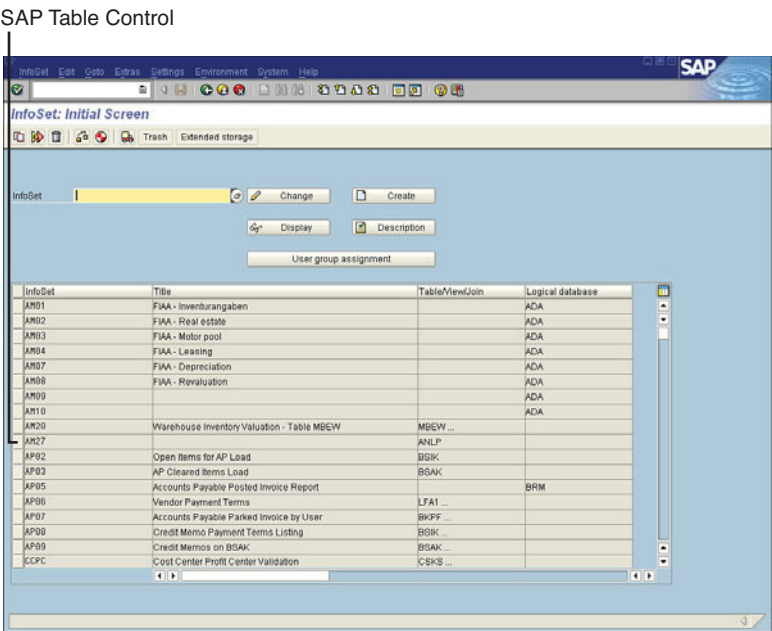 SAP Table Control
InfoSet Edit Goto Extras Settings Environment System Help
SAP
InfoSet: Initial Screen
Trash Extended storage
InfoSet Change Create
Display Description
User group assignment
InfoSet Title Table/View/Join Logical database
AM01 FIAA - Inventurangaben ADA
AM02 FIAA - Real estate ADA
AM03 FIAA - Motor pool ADA
AM04 FIAA - Leasing ADA
AM07 FIAA - Depreciation ADA
AM08 FIAA - Revaluation ADA
AM09 ADA
AM10 ADA
AM20 Warehouse Inventory Valuation - Table MBEW MBEW ...
AM27 ANLP
AP02 Open Items for AP Load BSIK
AP03 AP Cleared Items Load BSAK
AP05 Accounts Payable Posted Invoice Report BRM
AP06 Vendor Payment Terms LFA1 ...
AP07 Accounts Payable Parked Invoice by User BKPF ...
AP08 Credit Memo Payment Terms Listing BSIK ...
AP09 Credit Memos on BSAK BSAK ...
CCPC Cost Center Profit Center Validation CSKS ...